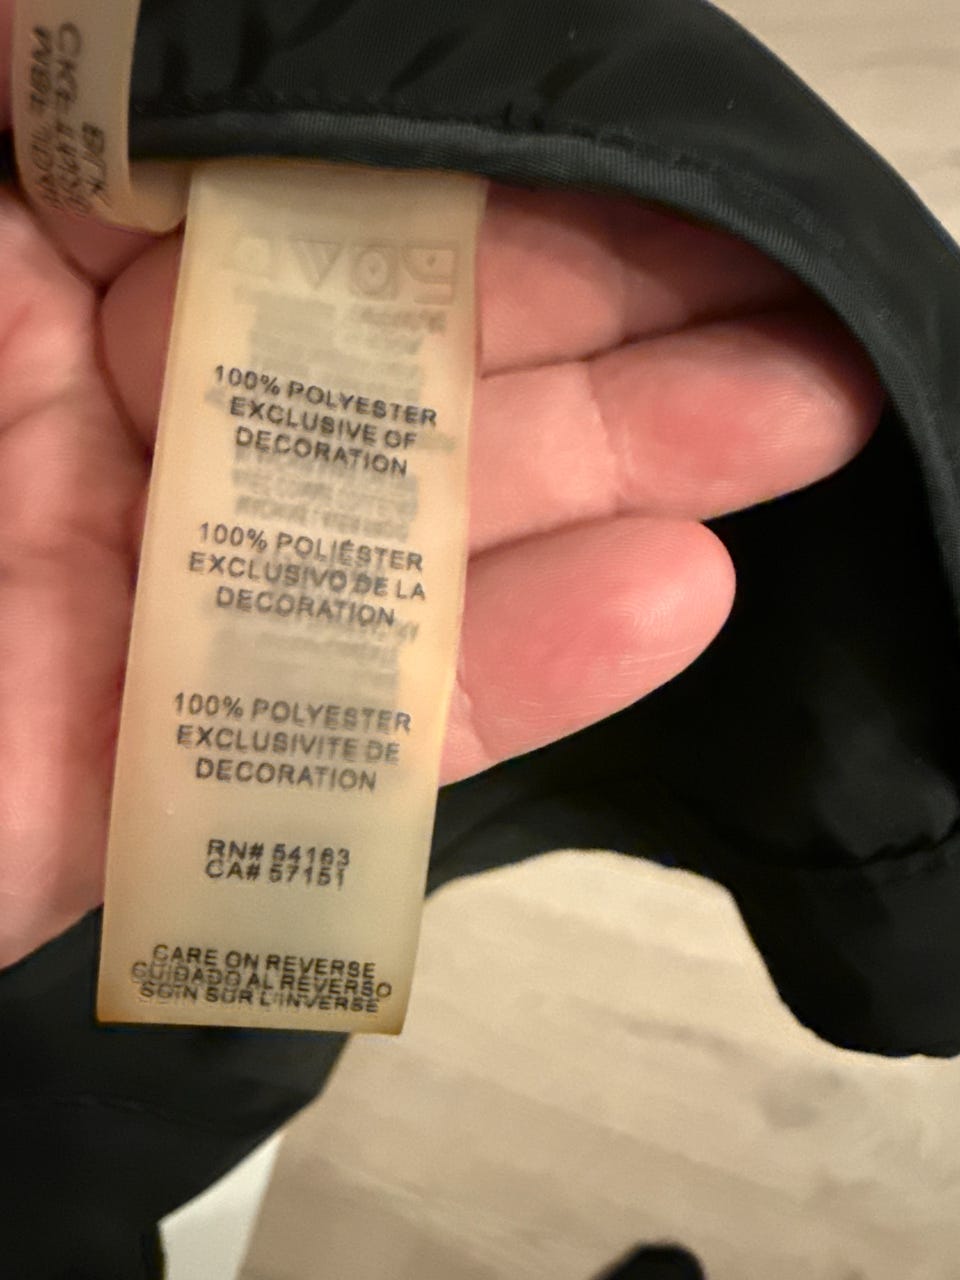 100% POLYESTER
EXCLUSIVE OF
DECORATION
100% POLIÉSTER
EXCLUSIVO DE LA
DECORATION
100% POLYESTER
EXCLUSIVITE DE
DECORATION
RN# 54163
CA# 57151
CARE ON REVERSE
CUIDADO AL REVERSO
SOIN SUR L'INVERSE